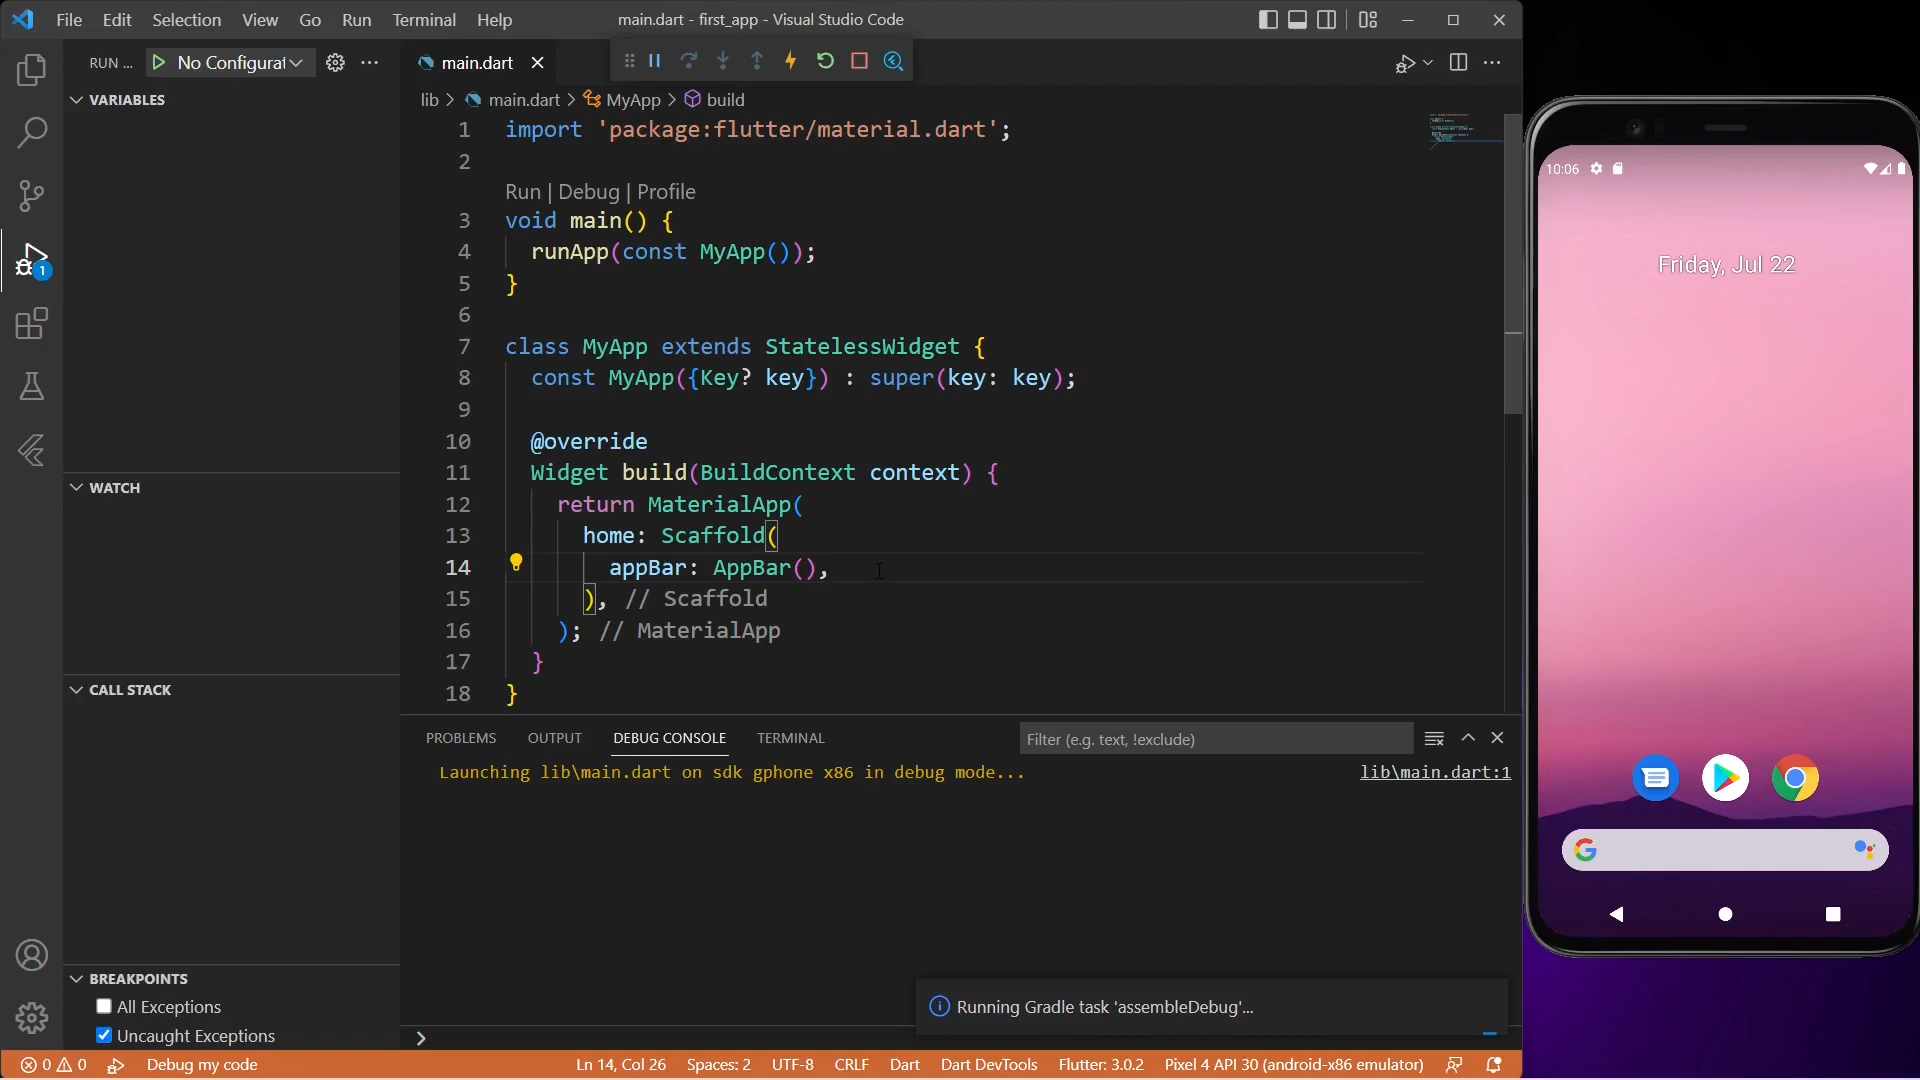 File Edit Selection View Go Run Terminal Help
main.dart - first_app - Visual Studio Code
RUN ... No Configurat
main.dart
lib > main.dart > MyApp > build
VARIABLES
1 import 'package:flutter/material.dart';
2
Run | Debug | Profile
3 void main() {
4 runApp(const MyApp());
5 }
6
7 class MyApp extends StatelessWidget {
8 const MyApp({Key? key}) : super(key: key);
9
10 @override
11 Widget build(BuildContext context) {
12 return MaterialApp(
13 home: Scaffold(
14 appBar: AppBar(),
15 ), // Scaffold
16 ); // MaterialApp
17 }
18 }
WATCH
CALL STACK
BREAKPOINTS
All Exceptions
Uncaught Exceptions
PROBLEMS OUTPUT DEBUG CONSOLE TERMINAL
Filter (e.g. text, !exclude)
Launching lib\main.dart on sdk gphone x86 in debug mode...
lib\main.dart:1
Running Gradle task 'assembleDebug'...
1
0 0 Debug my code
Ln 14, Col 26 Spaces: 2 UTF-8 CRLF Dart Dart DevTools Flutter: 3.0.2 Pixel 4 API 30 (android-x86 emulator)
10:06
Friday, Jul 22